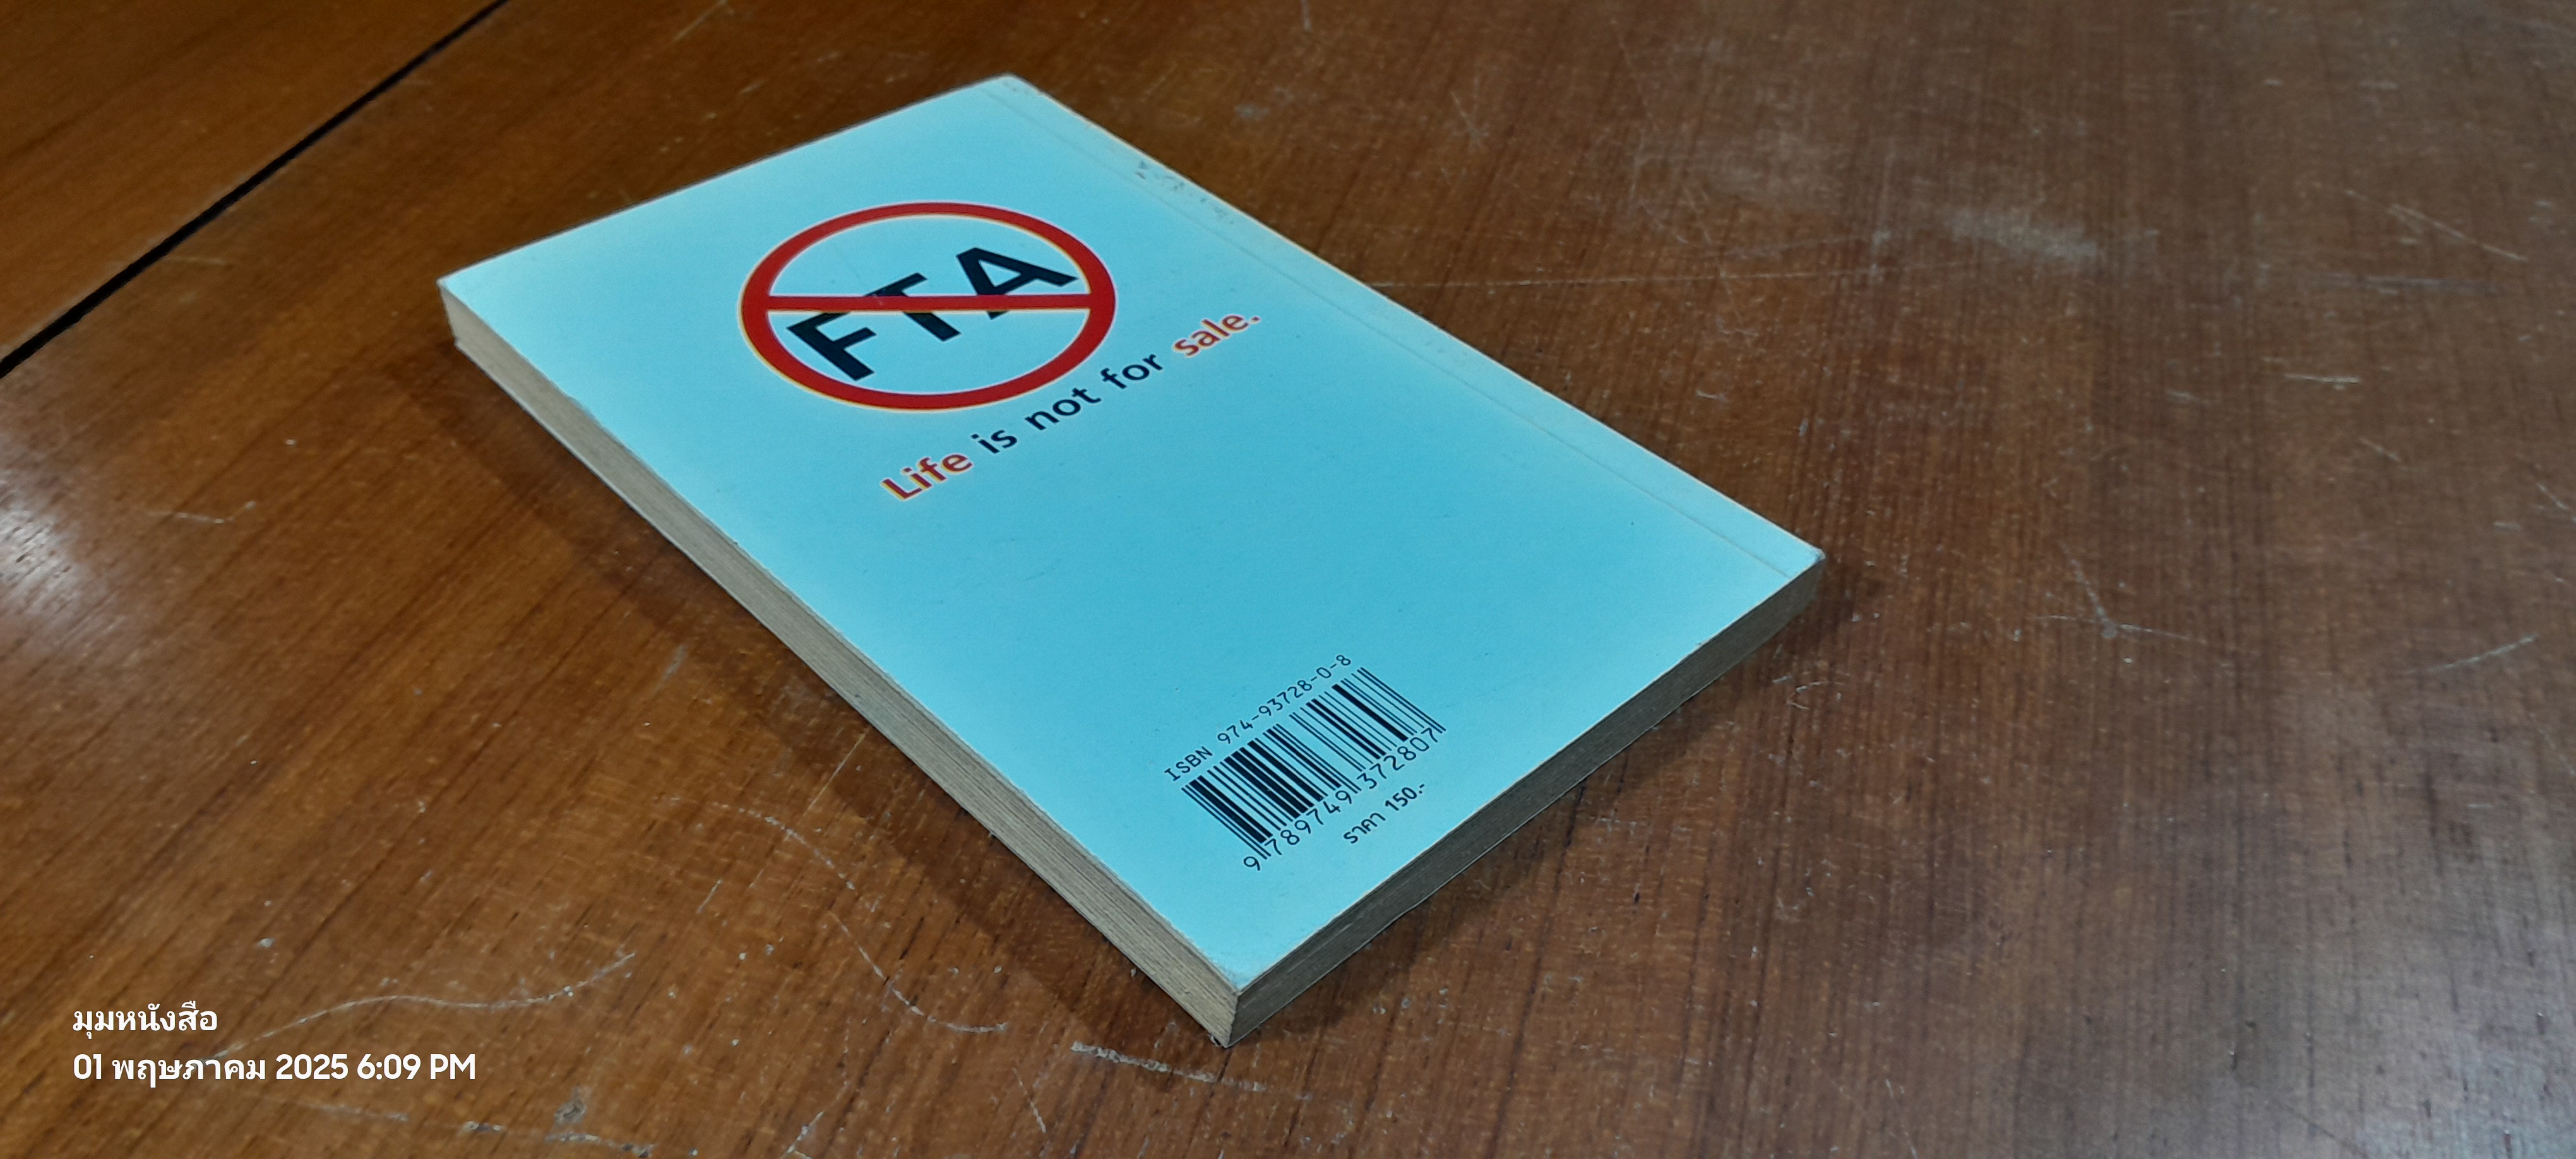 FTA
Life is not for sale.
ISBN 974-93728-0-8
9 789749 372807
ราคา 150.-
มุมหนังสือ
01 พฤษภาคม 2025 6:09 PM